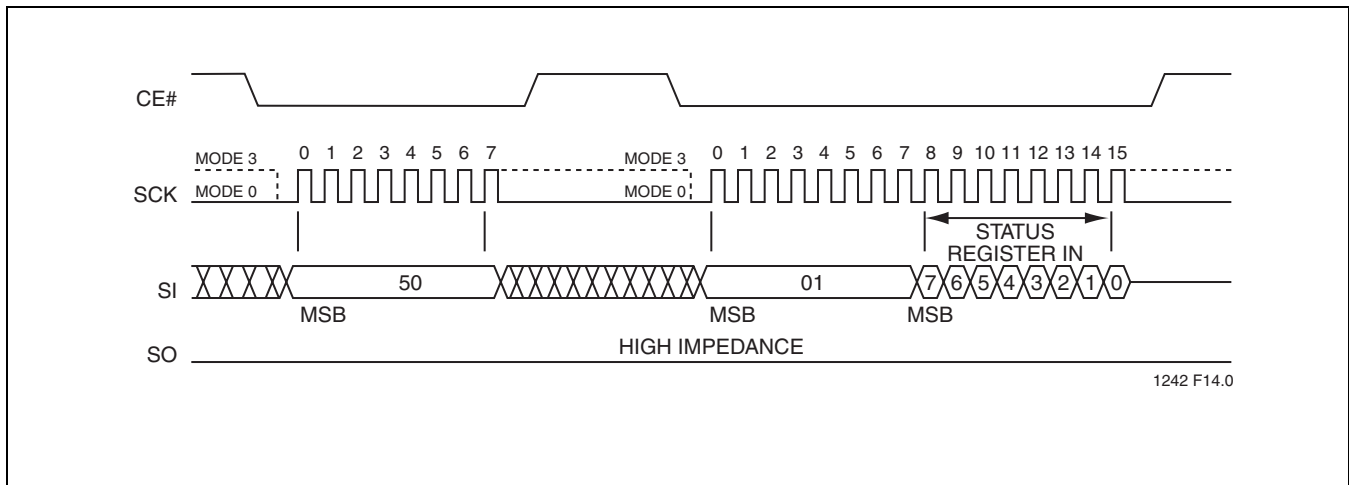 CE#
MODE 3 0 1 2 3 4 5 6 7 MODE 3 0 1 2 3 4 5 6 7 8 9 10 11 12 13 14 15
SCK MODE 0 MODE 0
STATUS
REGISTER IN
SI 50 01 7 6 5 4 3 2 1 0
MSB MSB MSB
SO HIGH IMPEDANCE
1242 F14.0